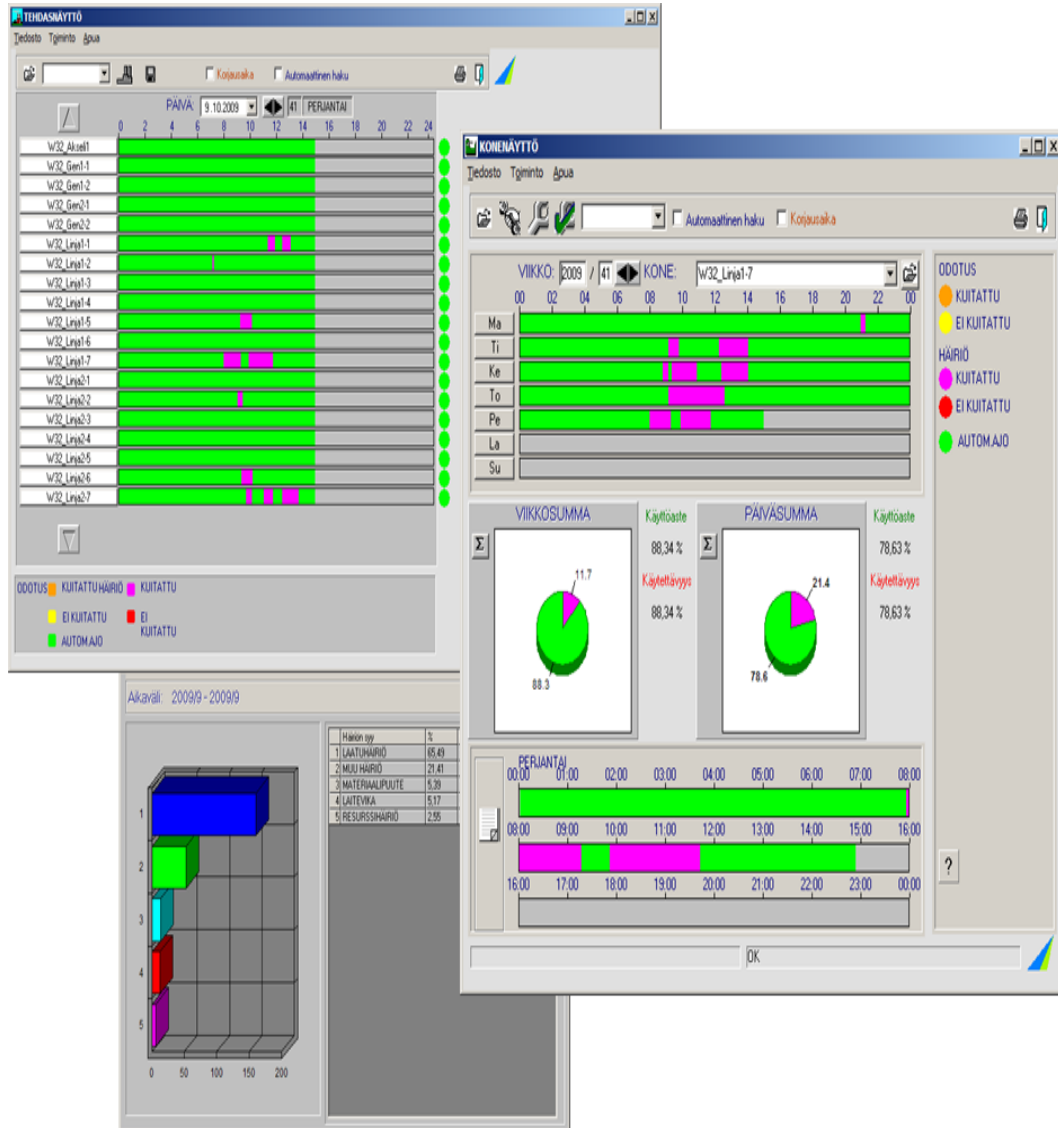 TEHDASNÄYTTÖ
Tiedosto Toiminto Apua
Korjausaika Automaattinen haku
PÄIVÄ: 9.10.2009 41 PERJANTAI
0 2 4 6 8 10 12 14 16 18 20 22 24
W32_Akseli1
W32_Gen1-1
W32_Gen1-2
W32_Gen2-1
W32_Gen2-2
W32_Linja1-1
W32_Linja1-2
W32_Linja1-3
W32_Linja1-4
W32_Linja1-5
W32_Linja1-6
W32_Linja1-7
W32_Linja2-1
W32_Linja2-2
W32_Linja2-3
W32_Linja2-4
W32_Linja2-5
W32_Linja2-6
W32_Linja2-7
ODOTUS KUITATTU HÄIRIÖ KUITATTU
EI KUITATTU EI KUITATTU
AUTOM.AJO
KONENÄYTTÖ
Tiedosto Toiminto Apua
Automaattinen haku Korjausaika
VIIKKO: 2009 / 41 KONE: W32_Linja1-7
00 02 04 06 08 10 12 14 16 18 20 22 00
Ma
Ti
Ke
To
Pe
La
Su
ODOTUS
KUITATTU
EI KUITATTU
HÄIRIÖ
KUITATTU
EI KUITATTU
AUTOM.AJO
VIIKKOSUMMA
Σ
11.7
88.3
Käyttöaste
88,34 %
Käytettävyys
88,34 %
PÄIVÄSUMMA
Σ
21.4
78.6
Käyttöaste
78,63 %
Käytettävyys
78,63 %
PERJANTAI
00:00 01:00 02:00 03:00 04:00 05:00 06:00 07:00 08:00
08:00 09:00 10:00 11:00 12:00 13:00 14:00 15:00 16:00
16:00 17:00 18:00 19:00 20:00 21:00 22:00 23:00 00:00
?
OK
Aikaväli: 2009/9 - 2009/9
1
2
3
4
5
0 50 100 150 200
Häiriön syy %
1 LAATUHÄIRIÖ 65,49
2 MUU HÄIRIÖ 21,41
3 MATERIAALIPUUTE 5,39
4 LAITEVIKA 5,17
5 RESURSSIHÄIRIÖ 2,55